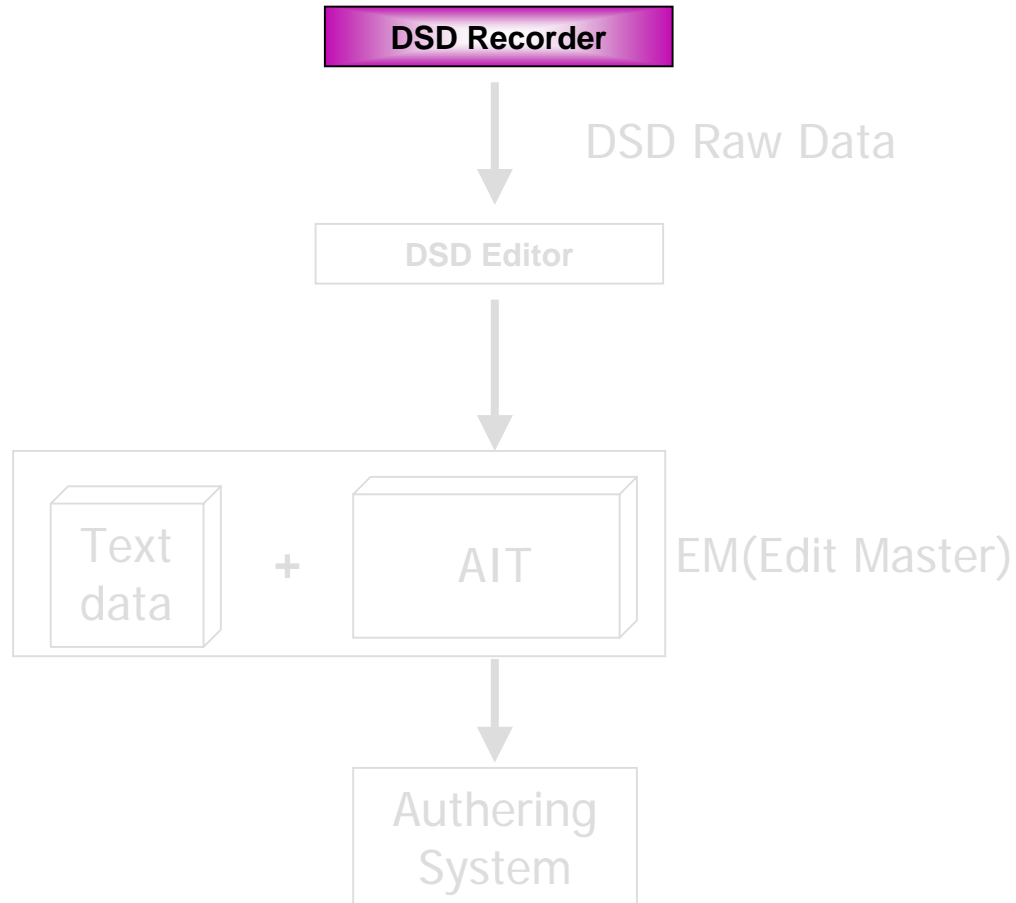 DSD Recorder
DSD Raw Data
DSD Editor
Text
data
+
AIT
EM(Edit Master)
Authering
System